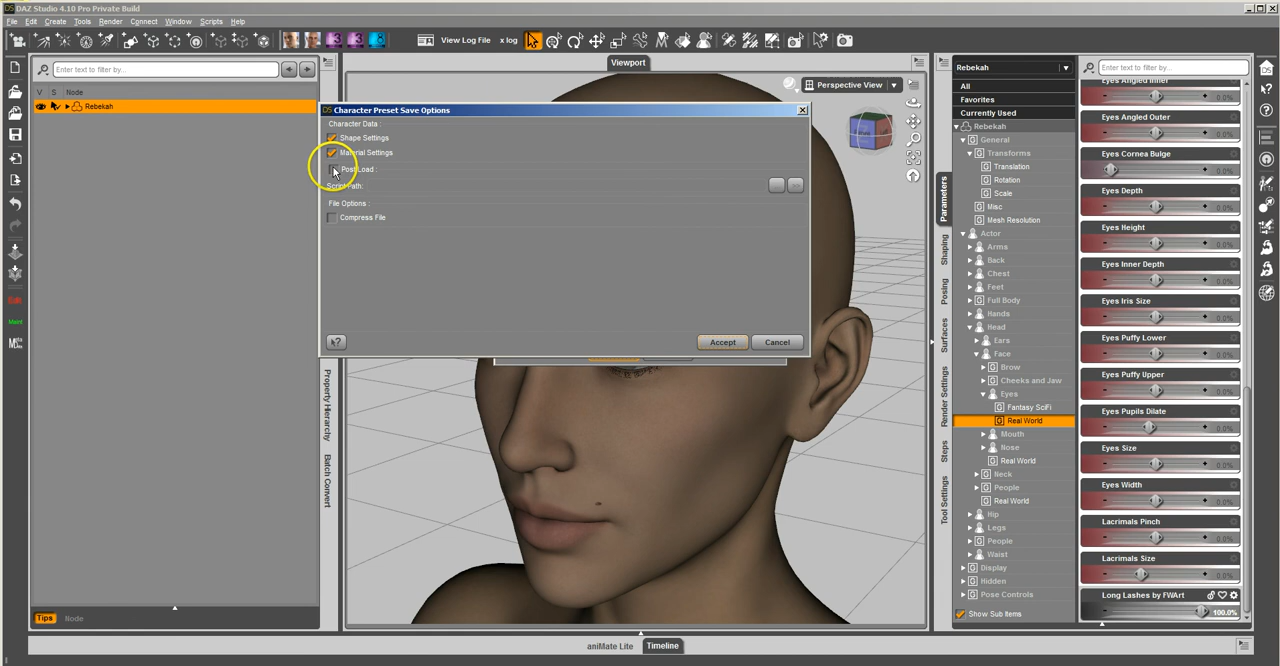 DAZ Studio 4.10 Pro Private Build
File Edit Create Tools Render Connect Window Scripts Help
View Log File x log
Enter text to filter by...
V S Node
Rebekah
Tips Node
Property Hierarchy
Batch Convert
Viewport
Perspective View
Character Preset Save Options
Character Data :
Shape Settings
Material Settings
Post Load :
Script Path:
File Options :
Compress File
Accept Cancel
aniMate Lite Timeline
Parameters
Shaping
Posing
Surfaces
Render Settings
Steps
Tool Settings
Rebekah
All
Favorites
Currently Used
Rebekah
General
Transforms
Translation
Rotation
Scale
Misc
Mesh Resolution
Actor
Arms
Back
Chest
Feet
Full Body
Hands
Head
Ears
Face
Brow
Cheeks and Jaw
Eyes
Fantasy SciFi
Real World
Mouth
Nose
Real World
Neck
People
Real World
Hip
Legs
People
Waist
Display
Hidden
Pose Controls
Show Sub Items
Enter text to filter by...
Eyes Angled Inner
0.0%
Eyes Angled Outer
0.0%
Eyes Cornea Bulge
0.0%
Eyes Depth
0.0%
Eyes Height
0.0%
Eyes Inner Depth
0.0%
Eyes Iris Size
0.0%
Eyes Puffy Lower
0.0%
Eyes Puffy Upper
0.0%
Eyes Pupils Dilate
0.0%
Eyes Size
0.0%
Eyes Width
0.0%
Lacrimals Pinch
0.0%
Lacrimals Size
0.0%
Long Lashes by FWArt
100.0%